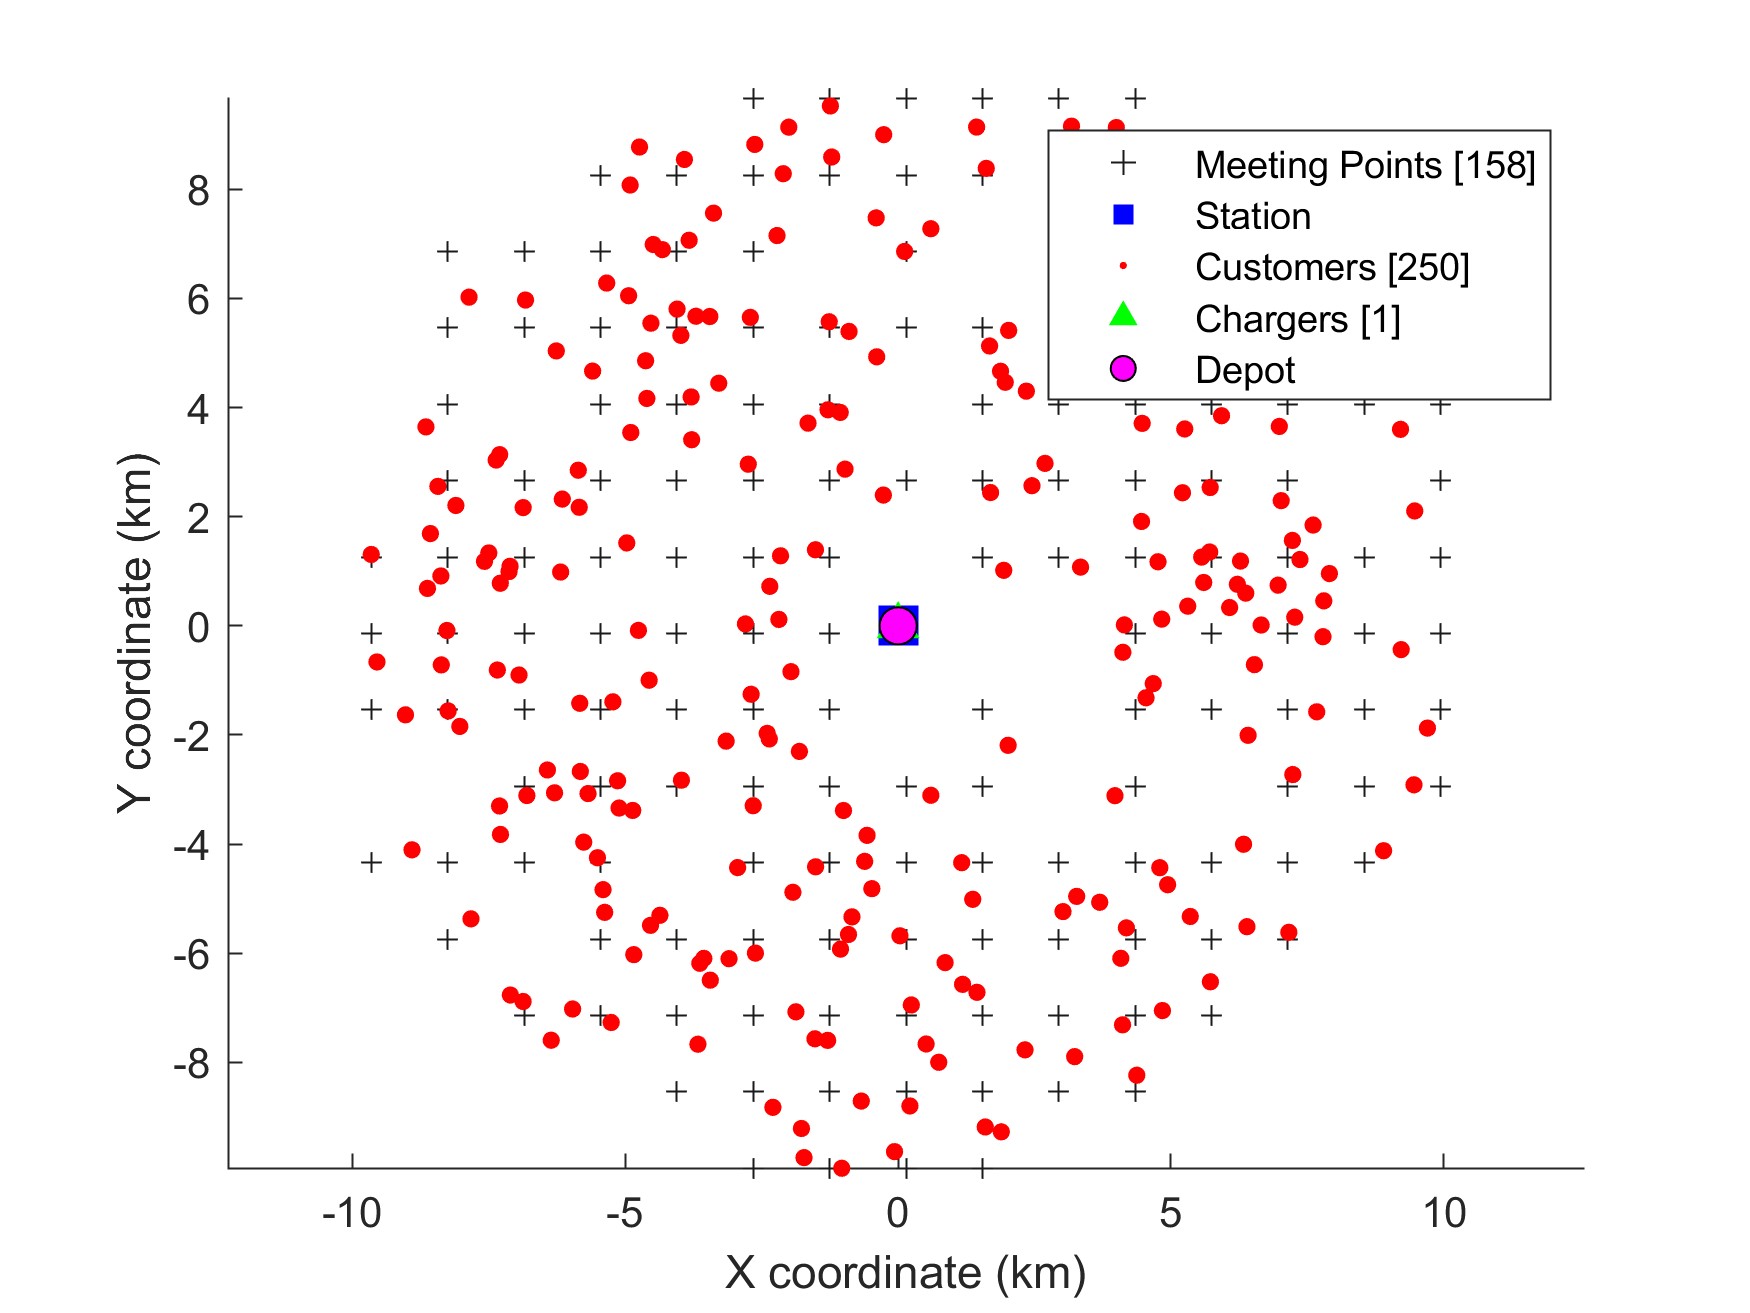 Meeting Points [158]
Station
Customers [250]
Chargers [1]
Depot
8
6
4
2
0
-2
-4
-6
-8
Y coordinate (km)
-10 -5 0 5 10
X coordinate (km)